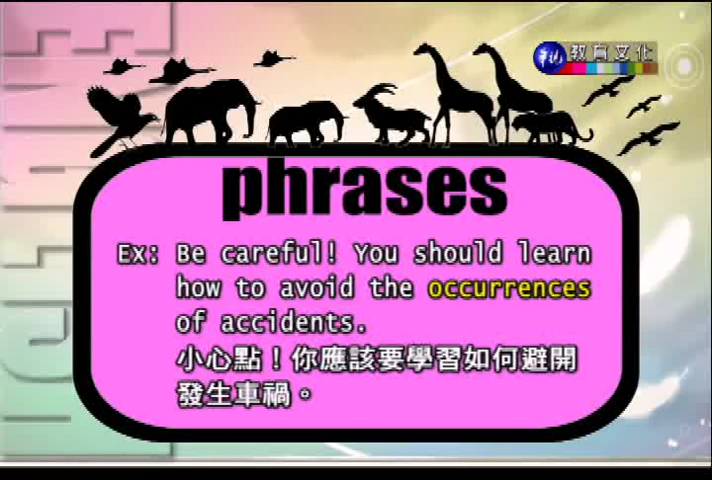 教育文化
phrases
Ex: Be careful! You should learn
how to avoid the occurrences
of accidents.
小心點！你應該要學習如何避開
發生車禍。